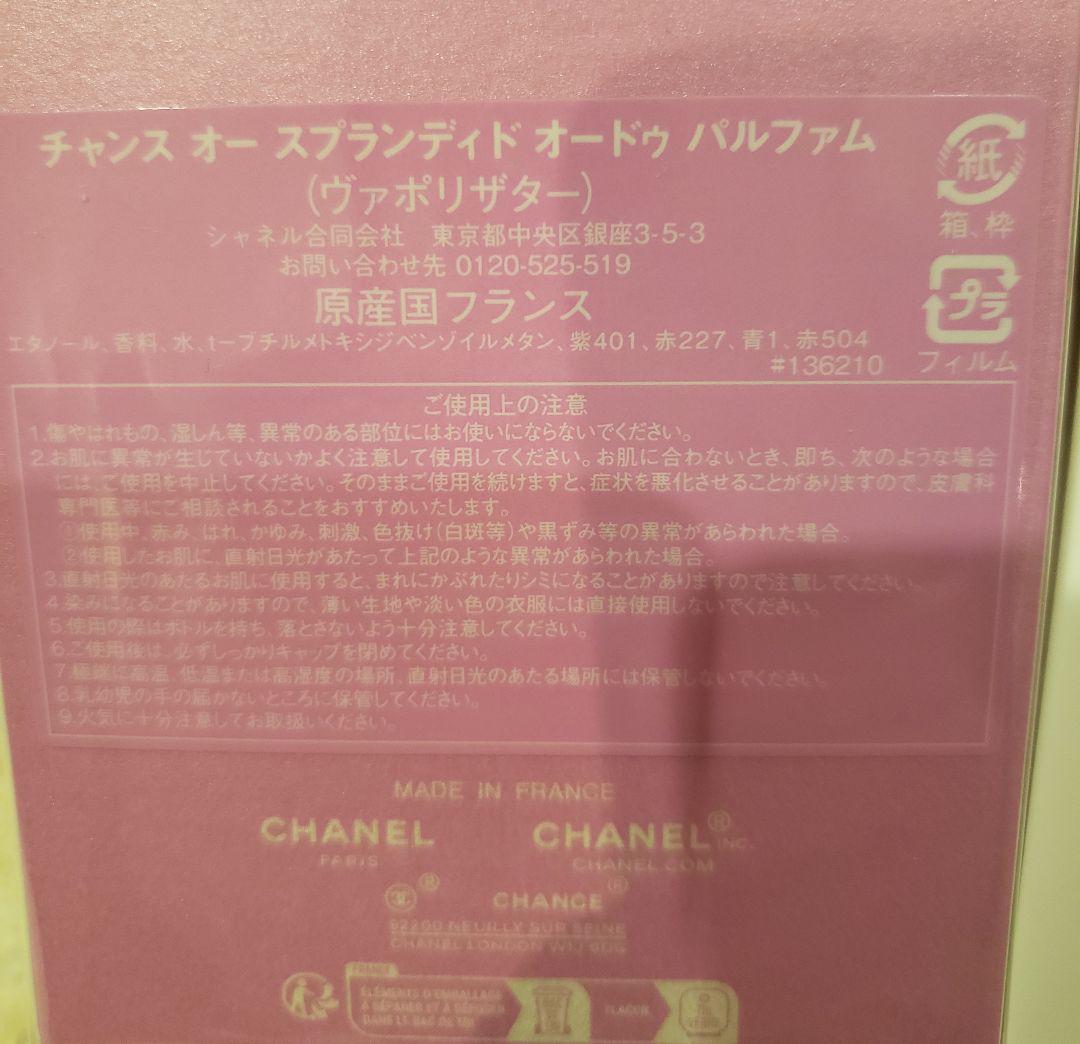 チャンス オー スプランディド オードゥ パルファム
(ヴァポリザター)
シャネル合同会社 東京都中央区銀座3-5-3
お問い合わせ先 0120-525-519
原産国フランス
エタノール、香料、水、t-ブチルメトキシジベンゾイルメタン、紫401、赤227、青1、赤504
#136210
紙
箱、枠
プラ
フィルム
ご使用上の注意
1.傷やはれもの、湿しん等、異常のある部位にはお使いにならないでください。
2.お肌に異常が生じていないかよく注意して使用してください。お肌に合わないとき、即ち、次のような場合
には、ご使用を中止してください。そのままご使用を続けますと、症状を悪化させることがありますので、皮膚科
専門医等にご相談されることをおすすめいたします。
①使用中、赤み、はれ、かゆみ、刺激、色抜け(白斑等)や黒ずみ等の異常があらわれた場合。
②使用したお肌に、直射日光があたって上記のような異常があらわれた場合。
3.直射日光のあたるお肌に使用すると、まれにかぶれたりシミになることがありますので注意してください。
4.染みになることがありますので、薄い生地や淡い色の衣服には直接使用しないでください。
5.使用の際はボトルを持ち、落とさないよう十分注意してください。
6.ご使用後は、必ずしっかりキャップを閉めてください。
7.極端に高温、低温または高湿度の場所、直射日光のあたる場所には保管しないでください。
8.乳幼児の手の届かないところに保管してください。
9.火気に十分注意してお取扱いください。
MADE IN FRANCE
CHANEL CHANEL® INC.
PARIS CHANEL.COM
® CHANCE®
92200 NEUILLY SUR SEINE
CHANEL LONDON W1J 6DG
FRANCE
ÉLÉMENTS D'EMBALLAGE
À SÉPARER ET À DÉPOSER
DANS LE BAC DE TRI
FLACON